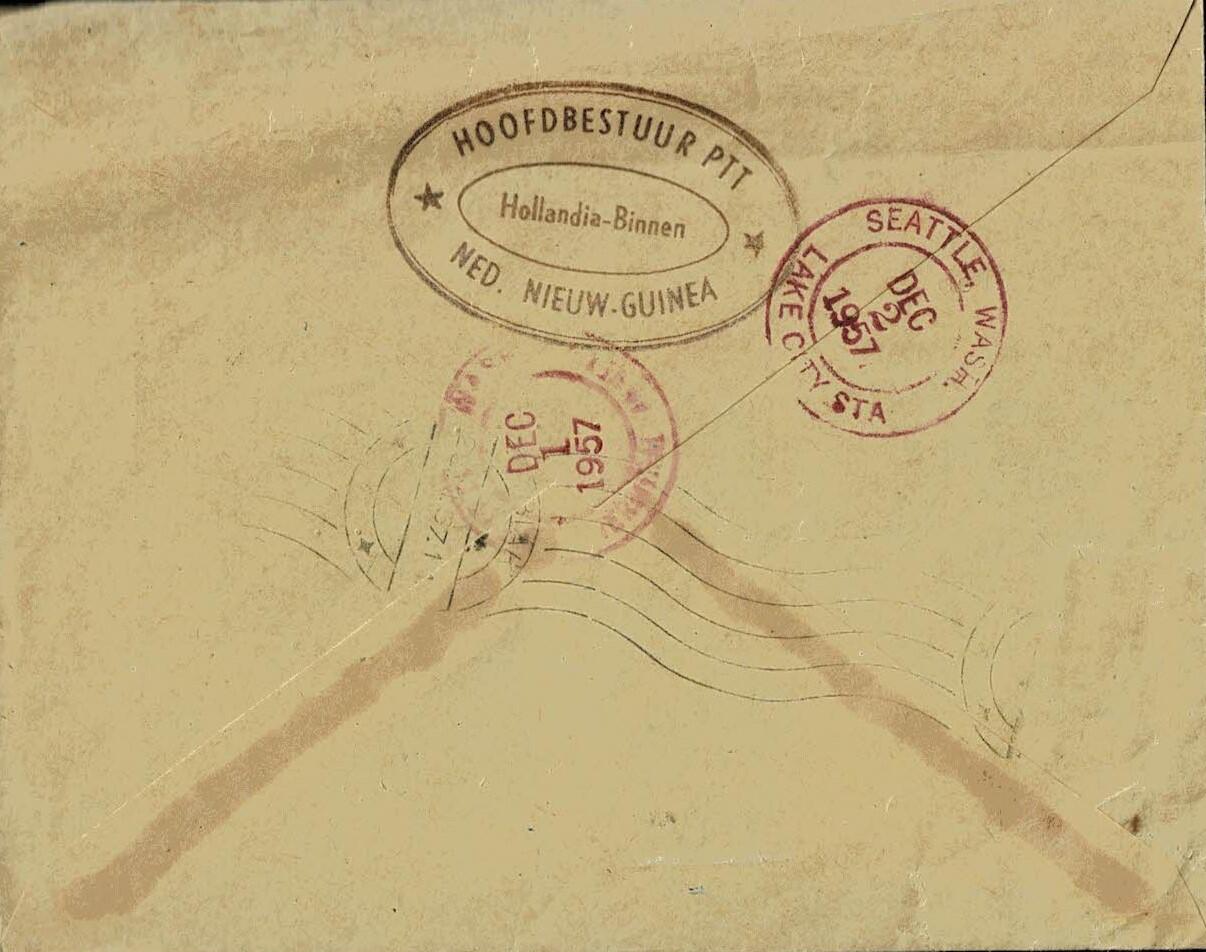 HOOFDBESTUUR PTT
Hollandia-Binnen
NED. NIEUW-GUINEA
SEATTLE, WASH.
DEC
2
1957
LAKE CITY STA
DEC
1
1957